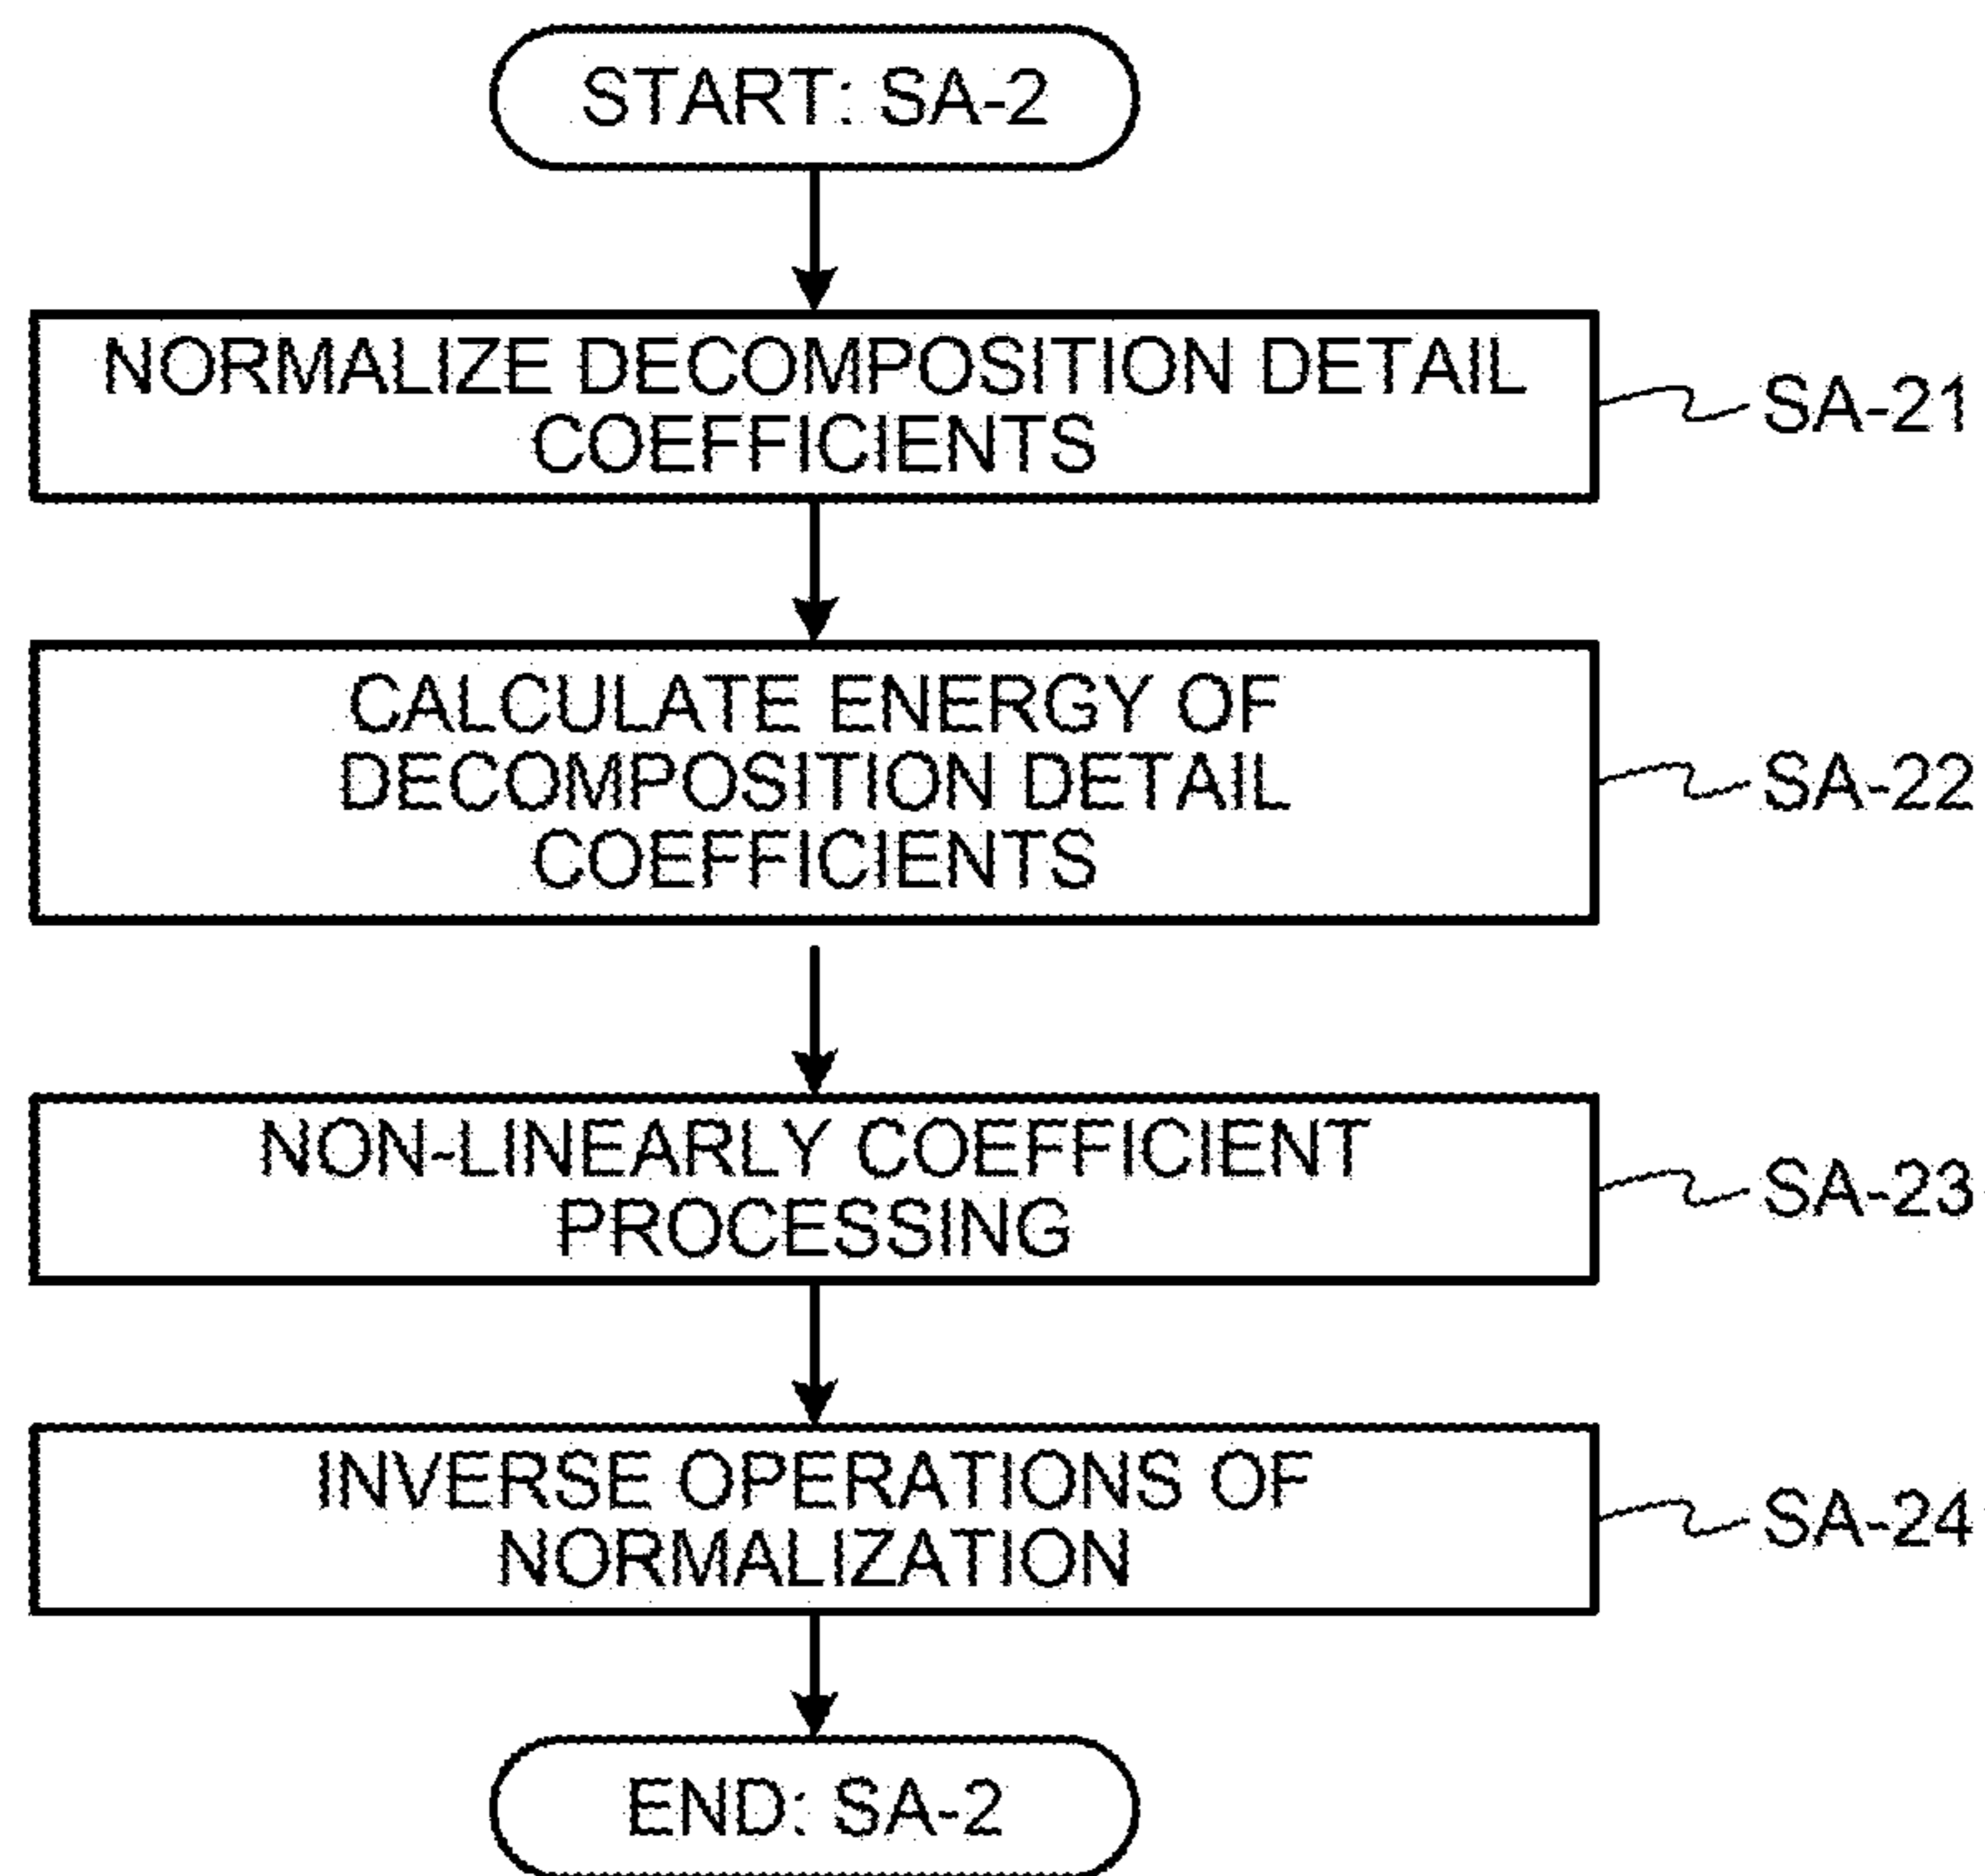 START: SA-2
NORMALIZE DECOMPOSITION DETAIL
COEFFICIENTS
SA-21
CALCULATE ENERGY OF
DECOMPOSITION DETAIL
COEFFICIENTS
SA-22
NON-LINEARLY COEFFICIENT
PROCESSING
SA-23
INVERSE OPERATIONS OF
NORMALIZATION
SA-24
END: SA-2